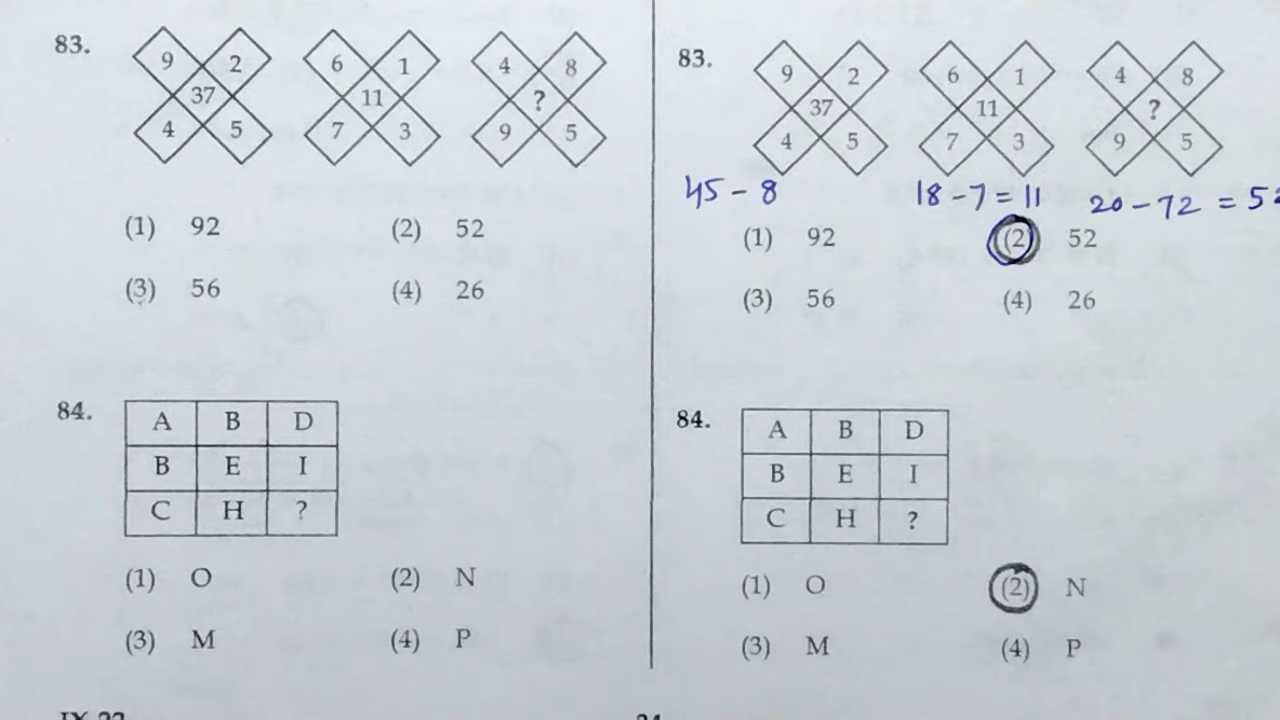 83.
9 2 6 1 4 8
37 11 ?
4 5 7 3 9 5
(1) 92 (2) 52
(3) 56 (4) 26
84.
A B D
B E I
C H ?
(1) O (2) N
(3) M (4) P
83.
9 2 6 1 4 8
37 11 ?
4 5 7 3 9 5
45 - 8 18 - 7 = 11 20 - 72 = 52
(1) 92 (2) 52
(3) 56 (4) 26
84.
A B D
B E I
C H ?
(1) O (2) N
(3) M (4) P